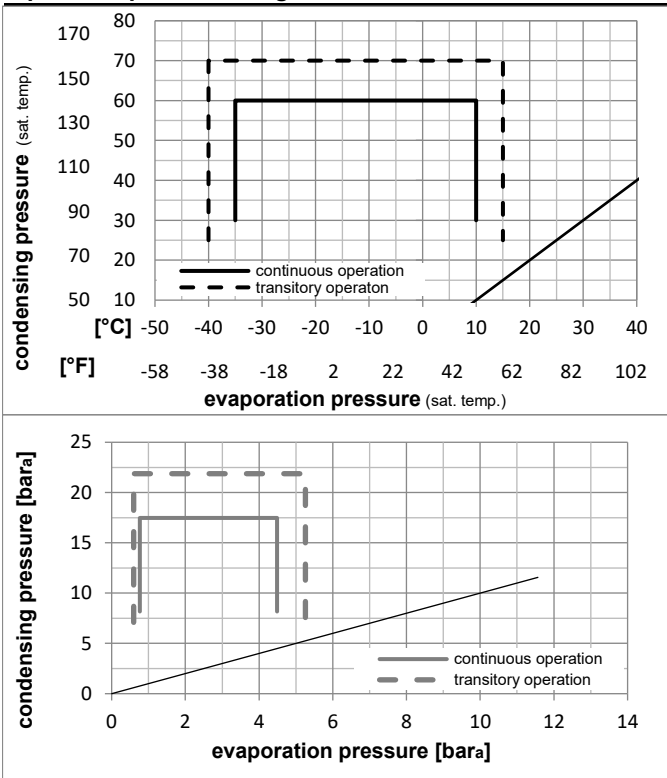 170 80
70
150
60
130
50
110
40
90
30
70
20
50 10
condensing pressure (sat. temp.)
continuous operation
transitory operaton
[°C] -50 -40 -30 -20 -10 0 10 20 30 40
[°F] -58 -38 -18 2 22 42 62 82 102
evaporation pressure (sat. temp.)
25
20
15
10
5
0
condensing pressure [bara]
continuous operation
transitory operation
0 2 4 6 8 10 12 14
evaporation pressure [bara]